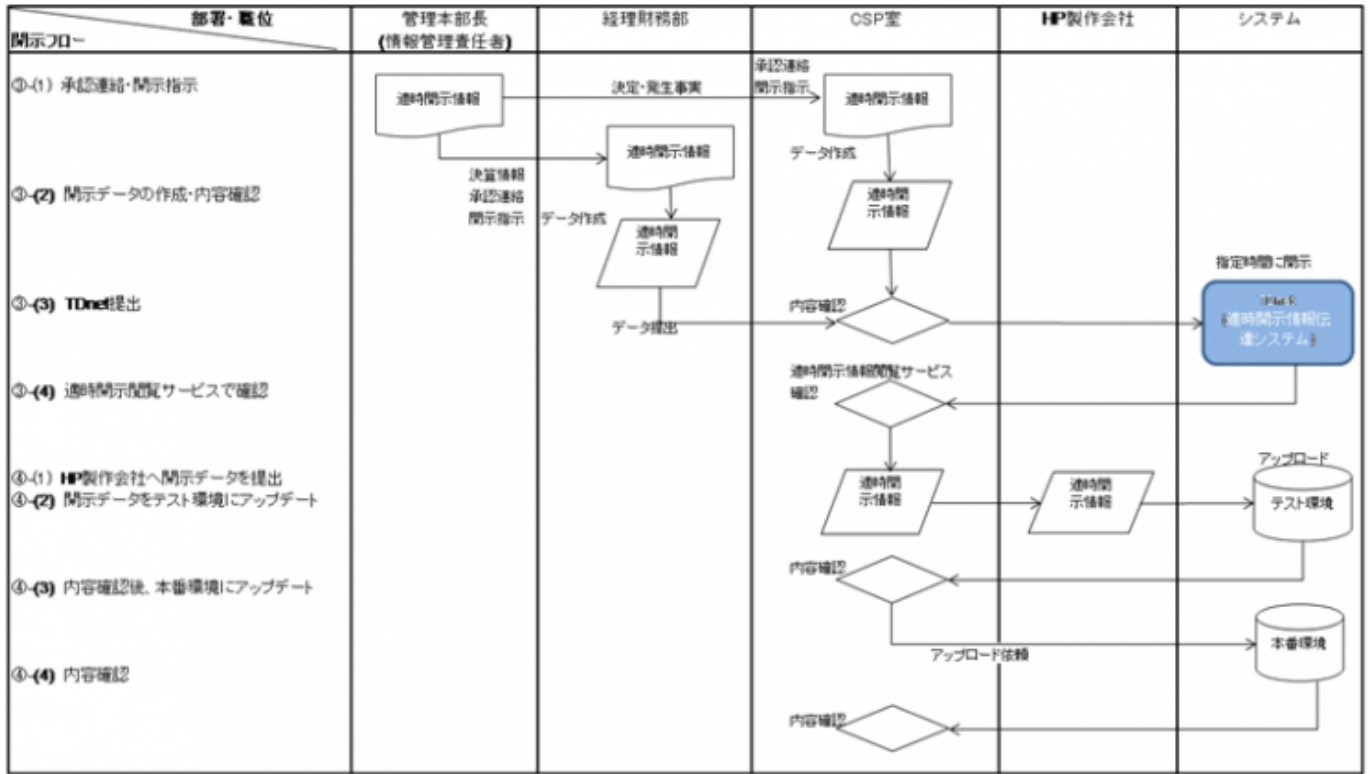 部署・職位
開示フロー
管理本部長
(情報管理責任者)
経理財務部
CSP室
HP製作会社
システム
③-(1) 承認連絡・開示指示
適時開示情報
決定・発生事実
承認連絡
開示指示
適時開示情報
適時開示情報
データ作成
決算情報
承認連絡
開示指示
③-(2) 開示データの作成・内容確認
データ作成
適時開
示情報
適時開
示情報
指定時間に開示
③-(3) TDnet提出
データ提出
内容確認
TDnet
(適時開示情報伝
達システム)
③-(4) 適時開示閲覧サービスで確認
適時開示情報閲覧サービス
確認
④-(1) HP製作会社へ開示データを提出
④-(2) 開示データをテスト環境にアップデート
適時開
示情報
適時開
示情報
アップロード
テスト環境
④-(3) 内容確認後、本番環境にアップデート
内容確認
アップロード依頼
本番環境
④-(4) 内容確認
内容確認